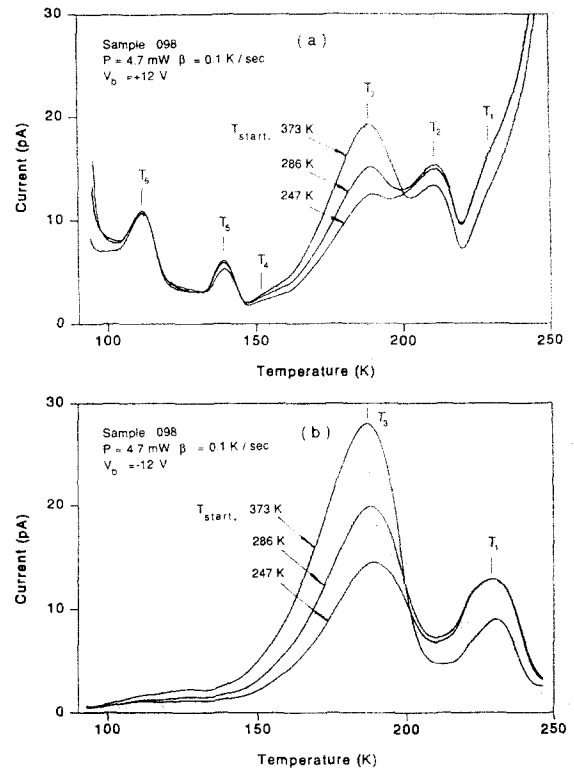 30
( a )
Sample 098
P = 4.7 mW β = 0.1 K / sec
V_b = +12 V
T_start. 373 K
286 K
247 K
T_6
T_5
T_4
T_3
T_2
T_1
20
10
0
Current (pA)
100
150
200
250
Temperature (K)
30
( b )
Sample 098
P = 4.7 mW β = 0.1 K / sec
V_b = -12 V
T_start. 373 K
286 K
247 K
T_3
T_1
20
10
0
Current (pA)
100
150
200
250
Temperature (K)